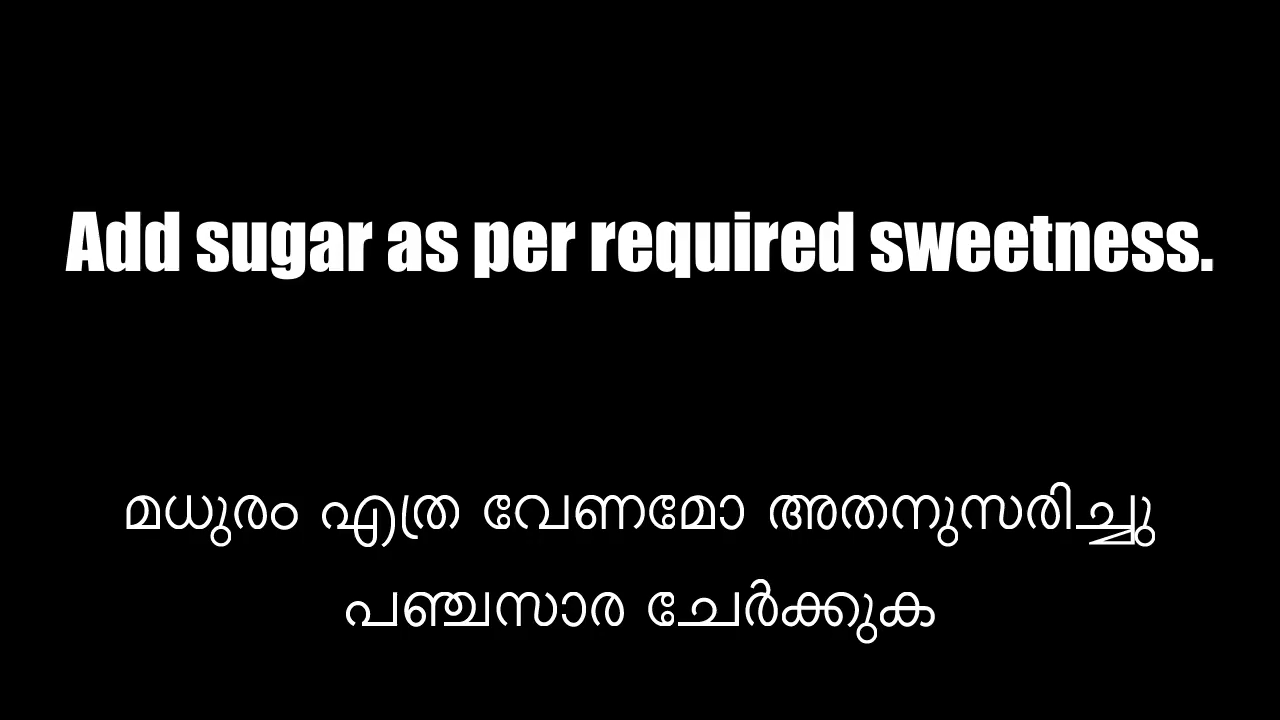 Add sugar as per required sweetness.
മധുരം എത്ര വേണമോ അതനുസരിച്ചു
പഞ്ചസാര ചേർക്കുക